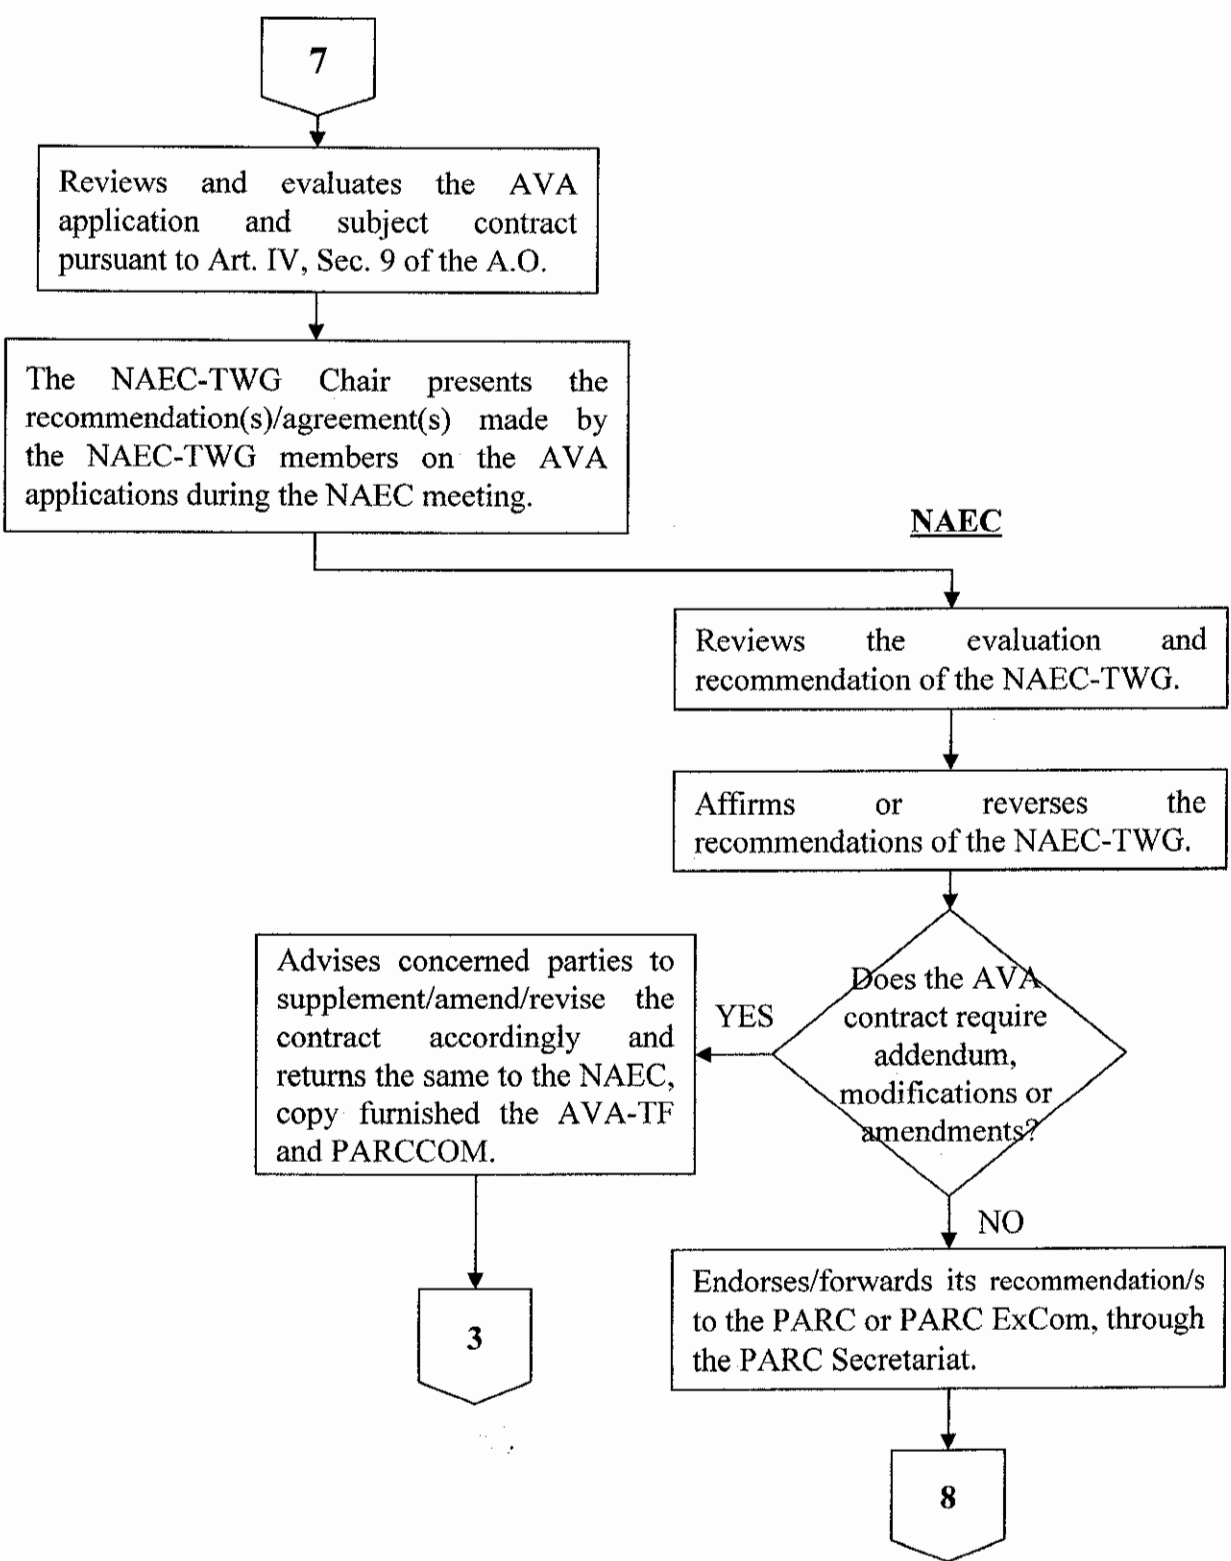 7
Reviews and evaluates the AVA
application and subject contract
pursuant to Art. IV, Sec. 9 of the A.O.
The NAEC-TWG Chair presents the
recommendation(s)/agreement(s) made by
the NAEC-TWG members on the AVA
applications during the NAEC meeting.
NAEC
Reviews the evaluation and
recommendation of the NAEC-TWG.
Affirms or reverses the
recommendations of the NAEC-TWG.
Does the AVA
contract require
addendum,
modifications or
amendments?
YES
Advises concerned parties to
supplement/amend/revise the
contract accordingly and
returns the same to the NAEC,
copy furnished the AVA-TF
and PARCCOM.
3
NO
Endorses/forwards its recommendation/s
to the PARC or PARC ExCom, through
the PARC Secretariat.
8